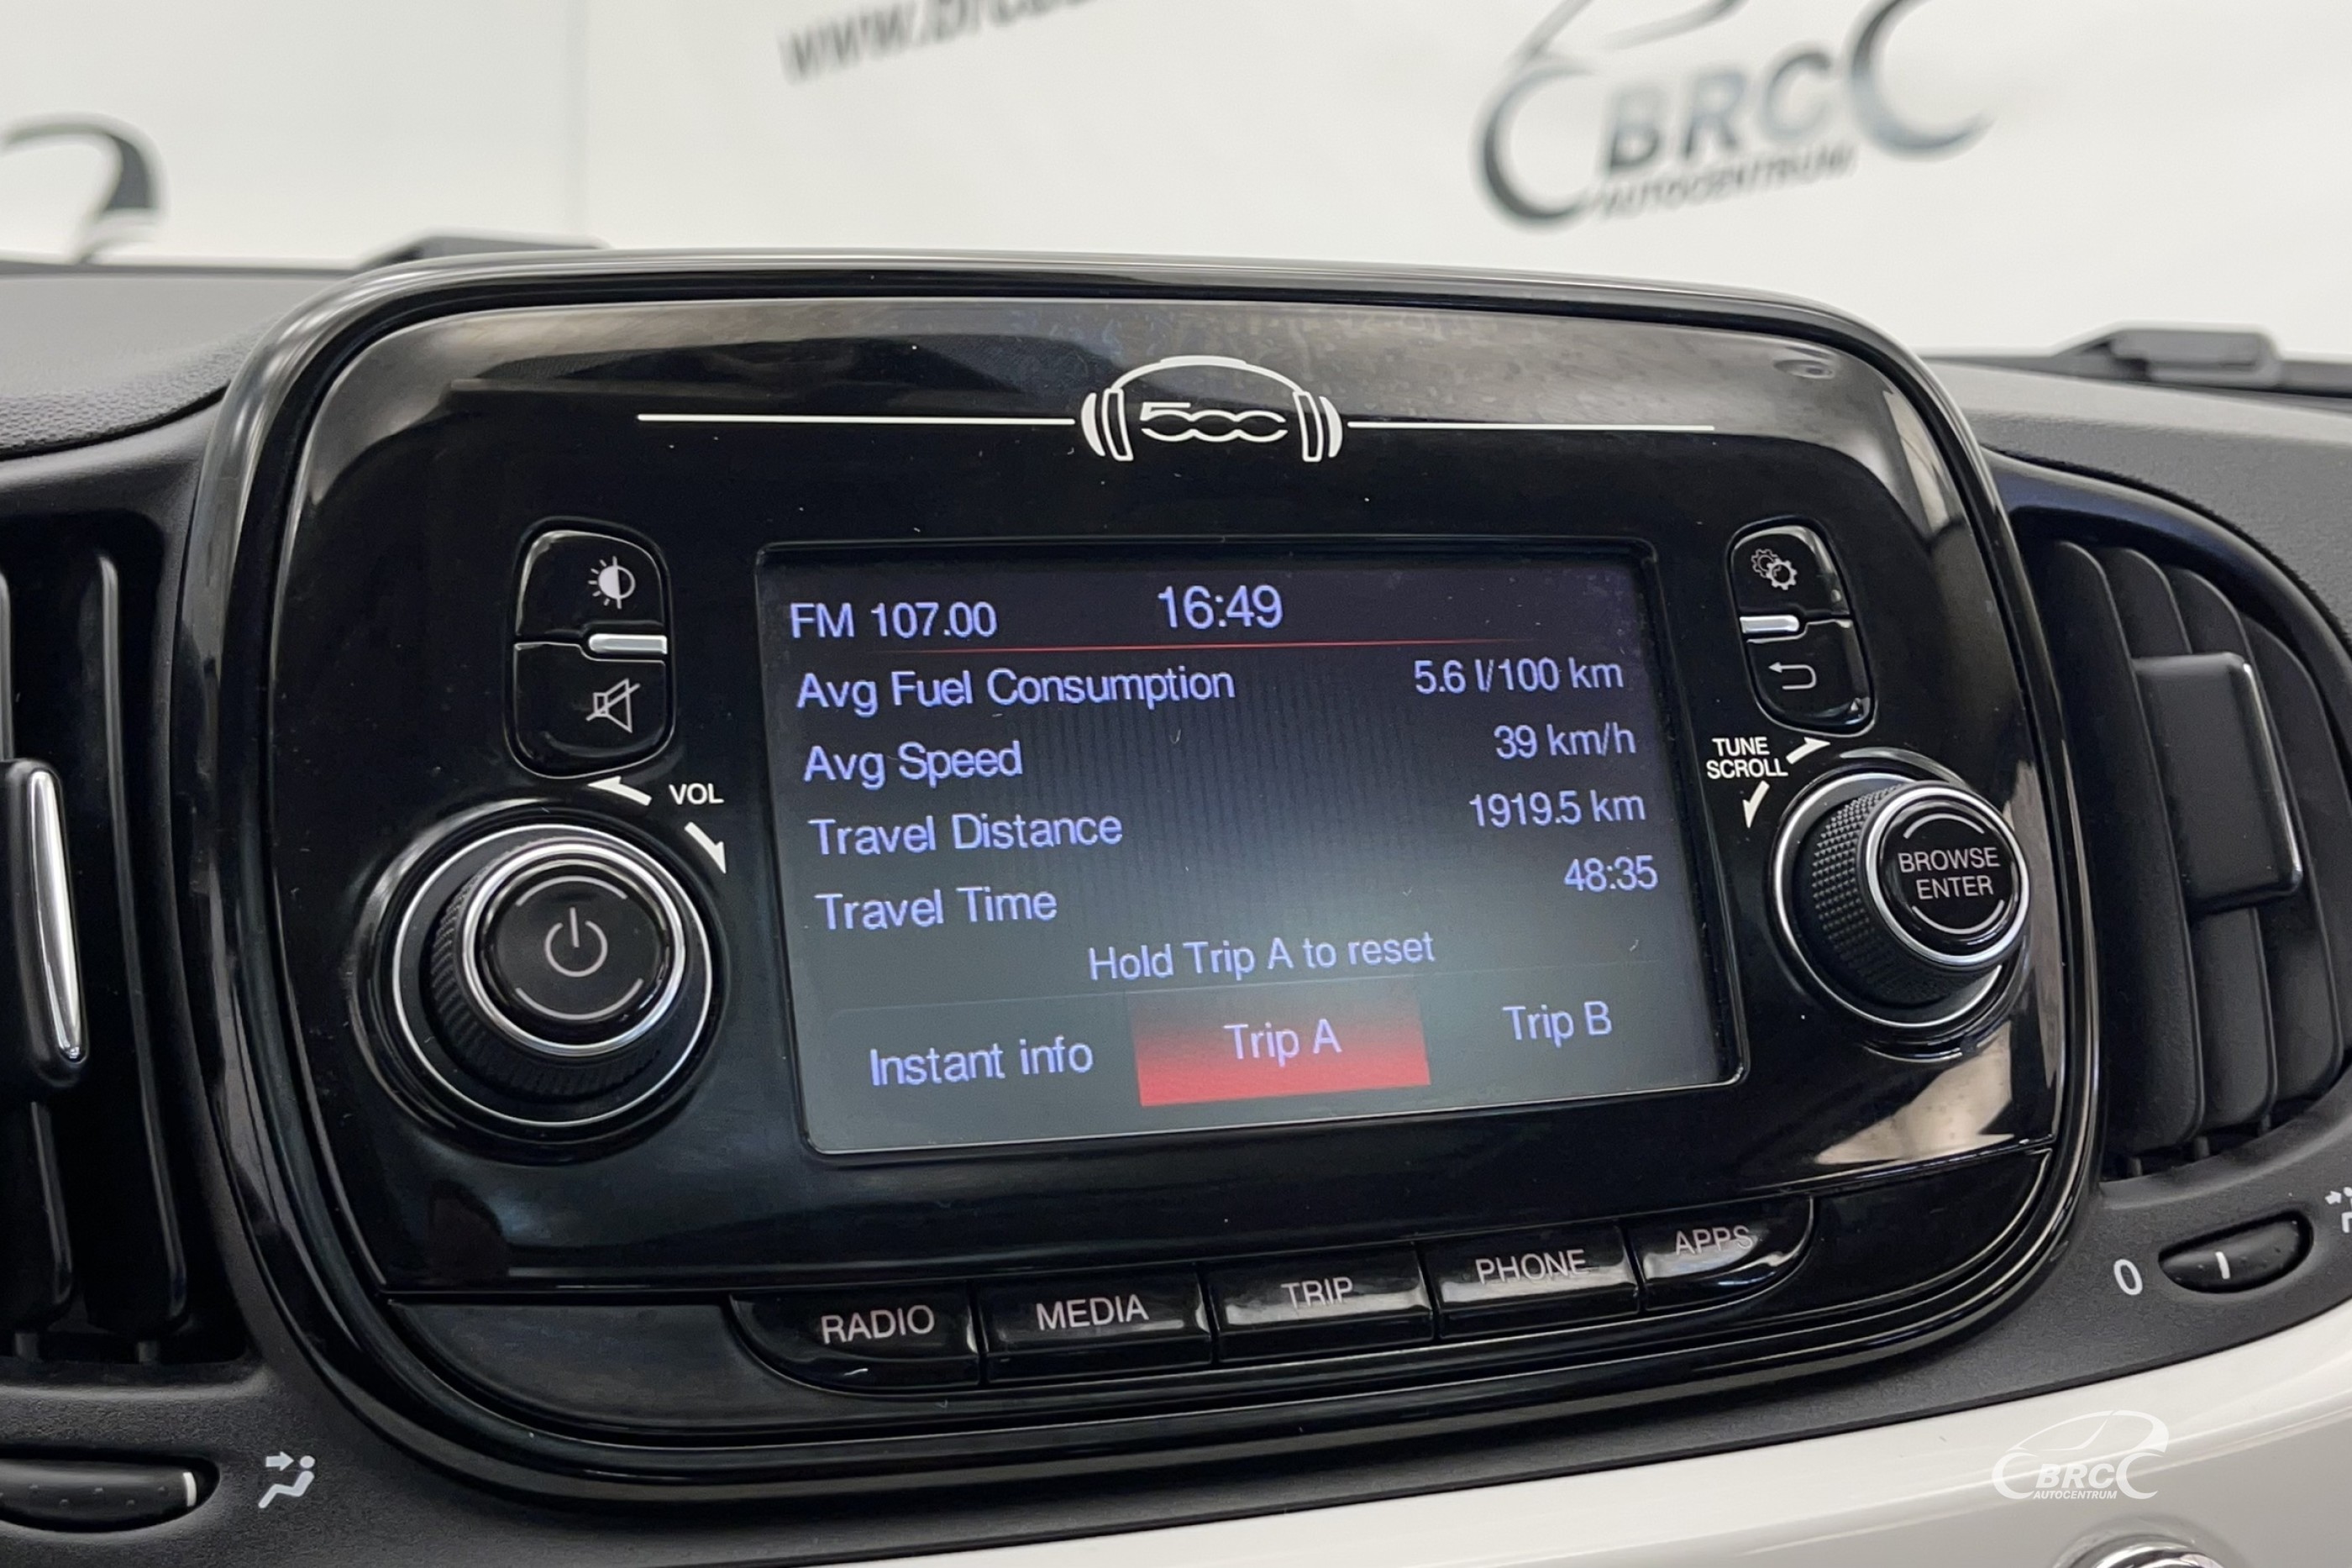 BRC
AUTOCENTRUM
500
FM 107.00 16:49
Avg Fuel Consumption 5.6 l/100 km
Avg Speed 39 km/h
Travel Distance 1919.5 km
Travel Time 48:35
Hold Trip A to reset
Instant info Trip A Trip B
VOL
TUNE
SCROLL
BROWSE
ENTER
RADIO MEDIA TRIP PHONE APPS
0
BRC
AUTOCENTRUM